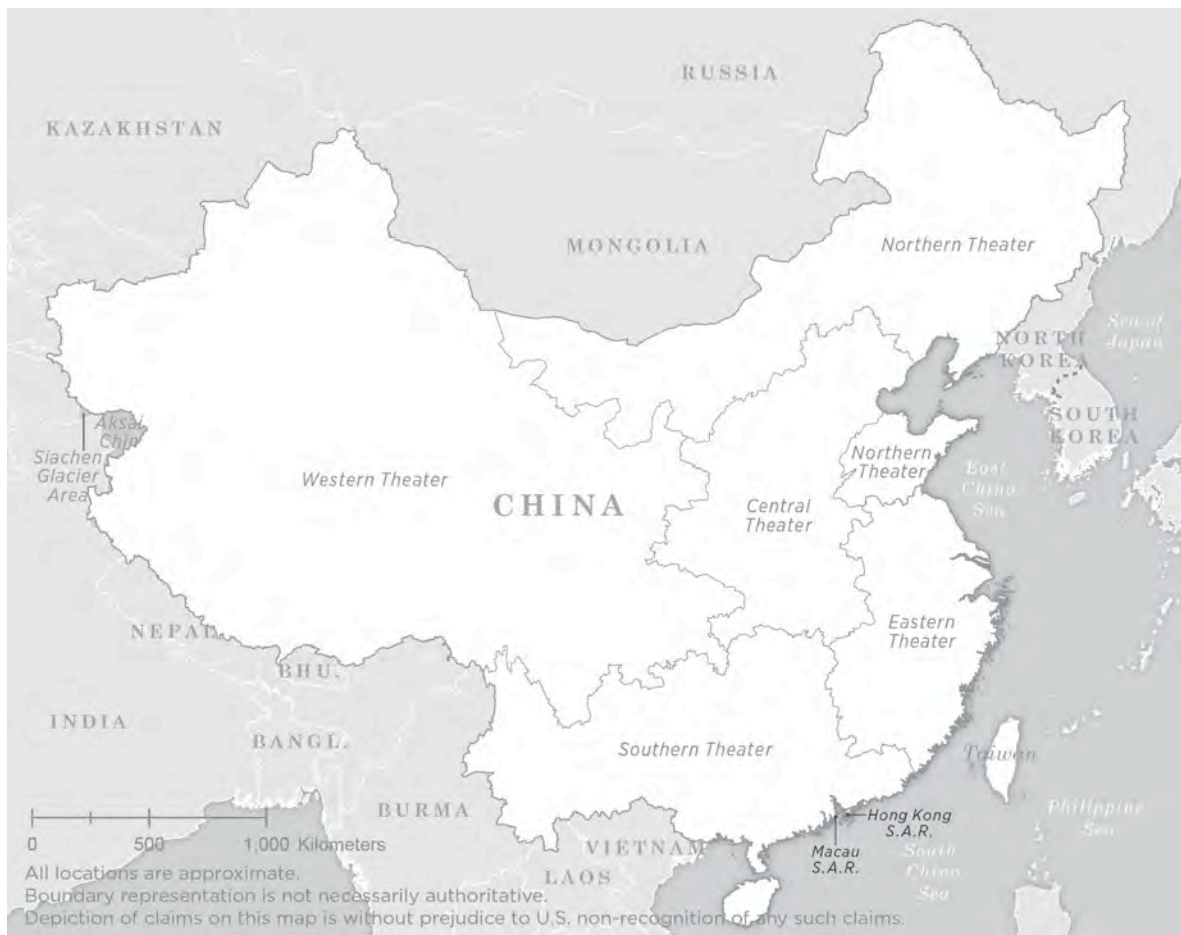 RUSSIA
KAZAKHSTAN
MONGOLIA
Northern Theater
Sea of
Japan
NORTH
KOREA
SOUTH
KOREA
Aksai
Chin
Siachen
Glacier
Area
Western Theater
CHINA
Northern
Theater
East
China
Sea
Central
Theater
Eastern
Theater
NEPAL
BHU.
INDIA
BANGL.
Southern Theater
Taiwan
BURMA
Philippine
Sea
Hong Kong
S.A.R.
Macau
S.A.R.
VIETNAM
LAOS
South
China
Sea
0 500 1,000 Kilometers
All locations are approximate.
Boundary representation is not necessarily authoritative.
Depiction of claims on this map is without prejudice to U.S. non-recognition of any such claims.